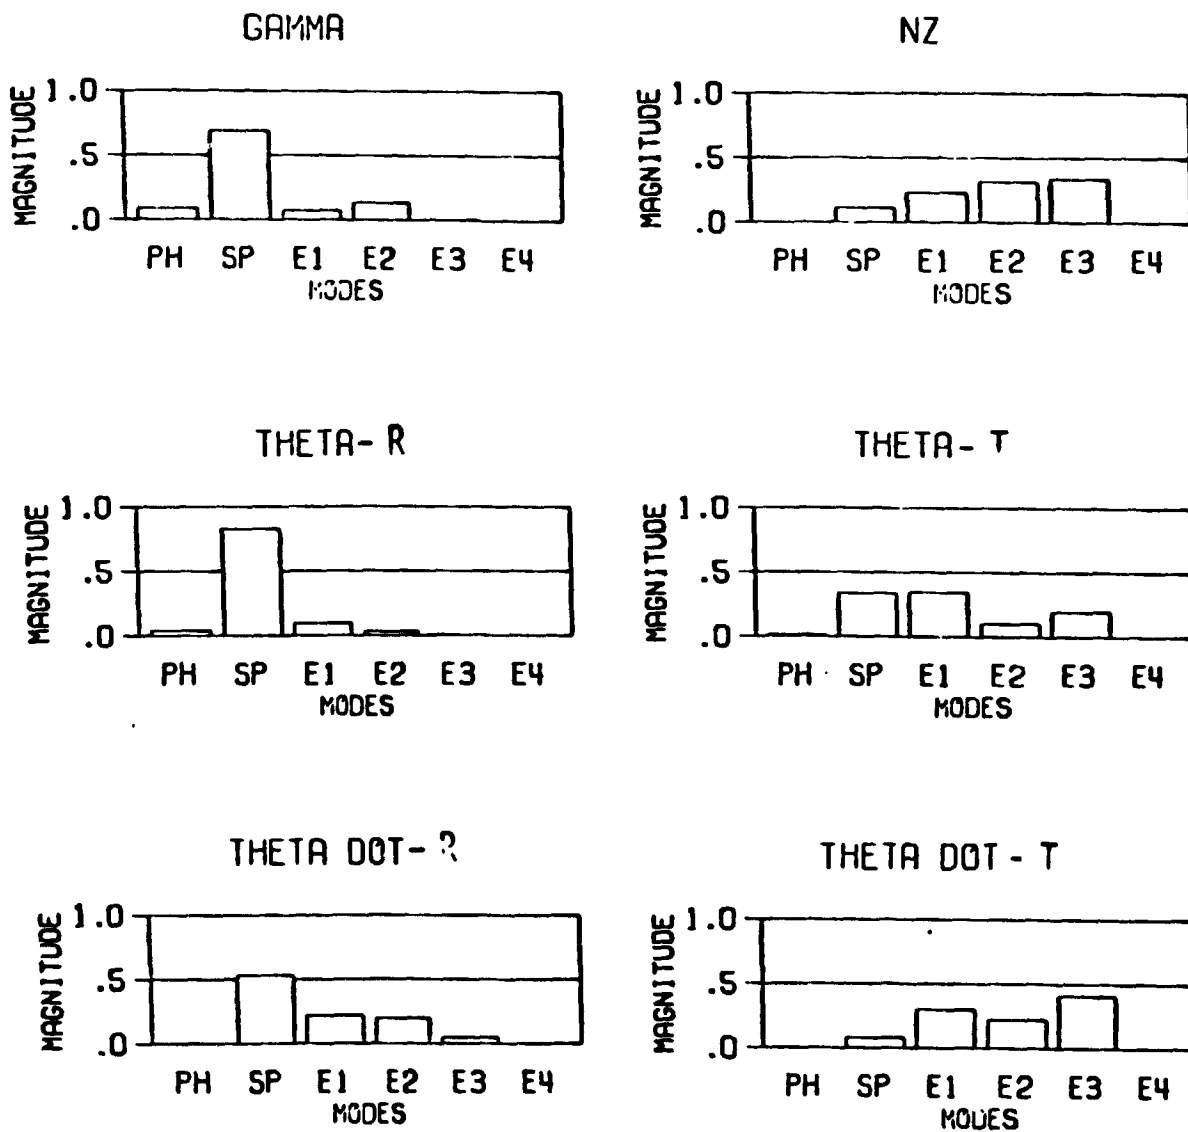 GAMMA
MAGNITUDE
1.0
.5
.0
PH SP E1 E2 E3 E4
MODES
NZ
MAGNITUDE
1.0
.5
.0
PH SP E1 E2 E3 E4
MODES
THETA- R
MAGNITUDE
1.0
.5
.0
PH SP E1 E2 E3 E4
MODES
THETA- T
MAGNITUDE
1.0
.5
.0
PH SP E1 E2 E3 E4
MODES
THETA DOT- R
MAGNITUDE
1.0
.5
.0
PH SP E1 E2 E3 E4
MODES
THETA DOT - T
MAGNITUDE
1.0
.5
.0
PH SP E1 E2 E3 E4
MODES